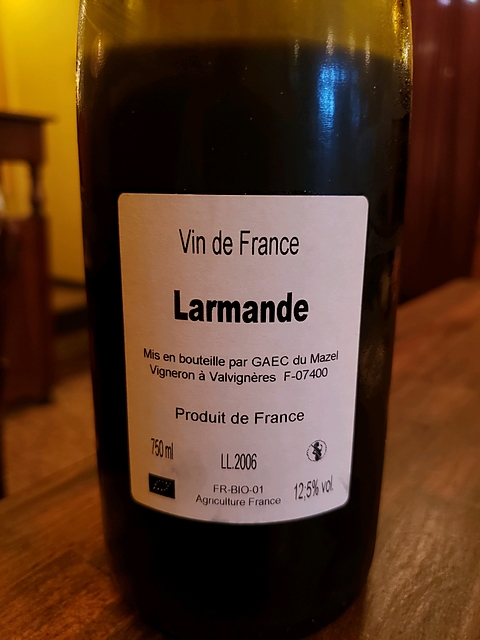 Vin de France
Larmande
Mis en bouteille par GAEC du Mazel
Vigneron à Valvignères F-07400
Produit de France
750 ml
LL.2006
FR-BIO-01
Agriculture France
12,5% vol.